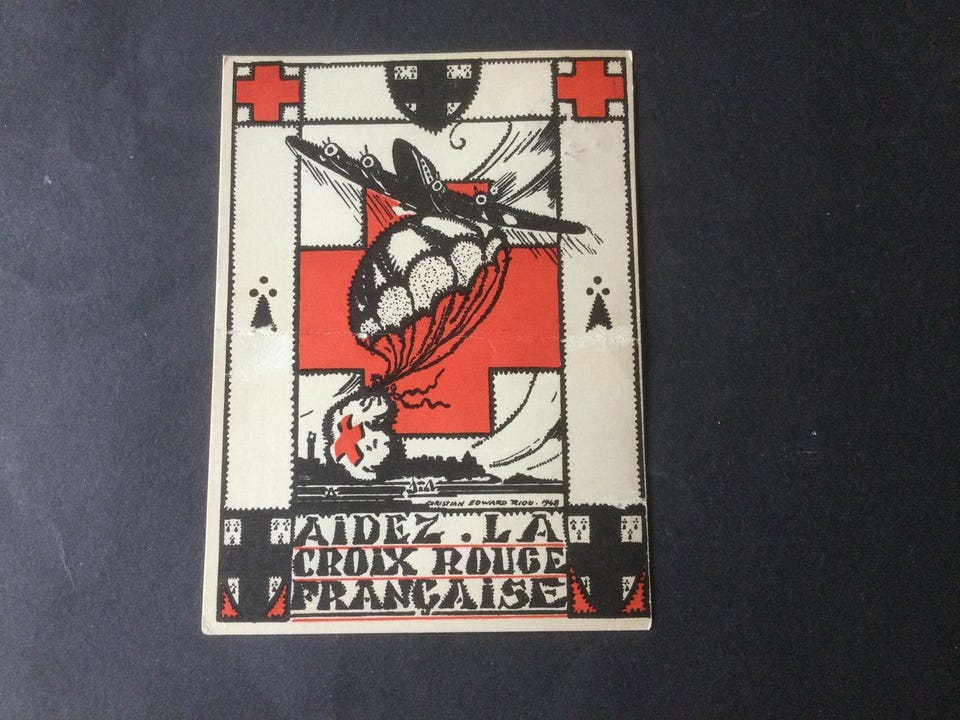 CHRISTIAN EDWARD RIOU. 1948
AIDEZ. LA
CROIX ROUGE
FRANÇAISE